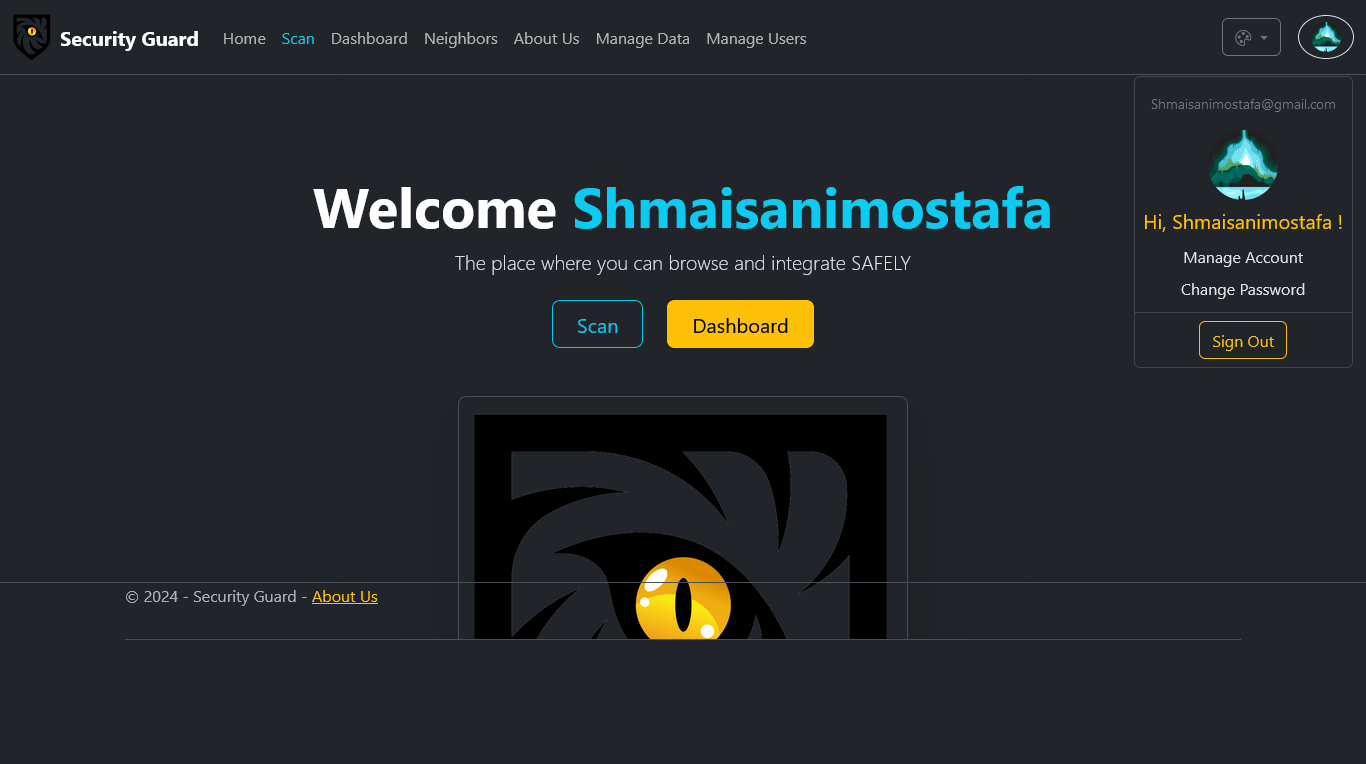 Security Guard Home Scan Dashboard Neighbors About Us Manage Data Manage Users
Shmaisanimostafa@gmail.com
Hi, Shmaisanimostafa !
Manage Account
Change Password
Sign Out
Welcome Shmaisanimostafa
The place where you can browse and integrate SAFELY
Scan Dashboard
© 2024 - Security Guard - About Us